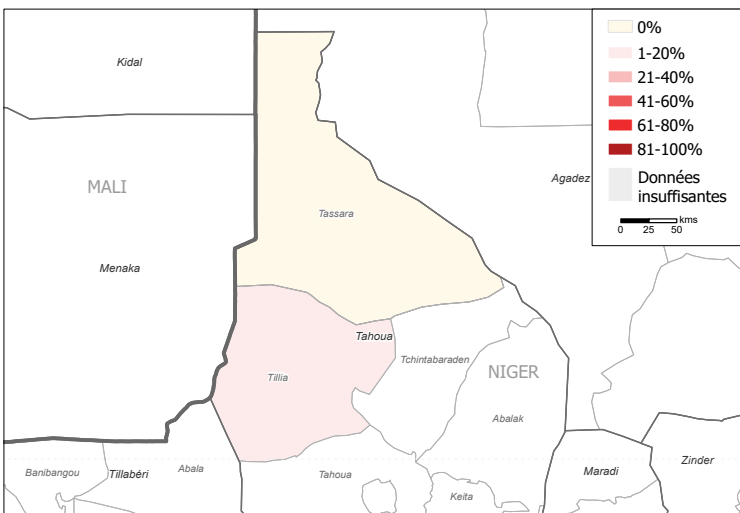 0%
1-20%
21-40%
41-60%
61-80%
81-100%
Données
insuffisantes
kms
0 25 50
Kidal
MALI
Agadez
Tassara
Menaka
Tahoua
Tchintabaraden
Tillia
NIGER
Abalak
Banibangou
Tillabéri
Abala
Tahoua
Keita
Maradi
Zinder